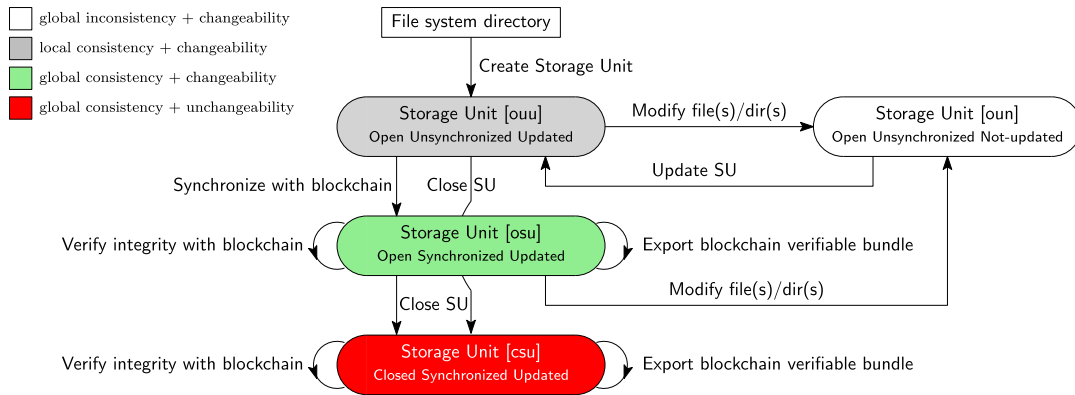 global inconsistency + changeability
local consistency + changeability
global consistency + changeability
global consistency + unchangeability
File system directory
Create Storage Unit
Storage Unit [ouu]
Open Unsynchronized Updated
Modify file(s)/dir(s)
Storage Unit [oun]
Open Unsynchronized Not-updated
Update SU
Synchronize with blockchain
Close SU
Storage Unit [osu]
Open Synchronized Updated
Verify integrity with blockchain
Export blockchain verifiable bundle
Modify file(s)/dir(s)
Close SU
Storage Unit [csu]
Closed Synchronized Updated
Verify integrity with blockchain
Export blockchain verifiable bundle